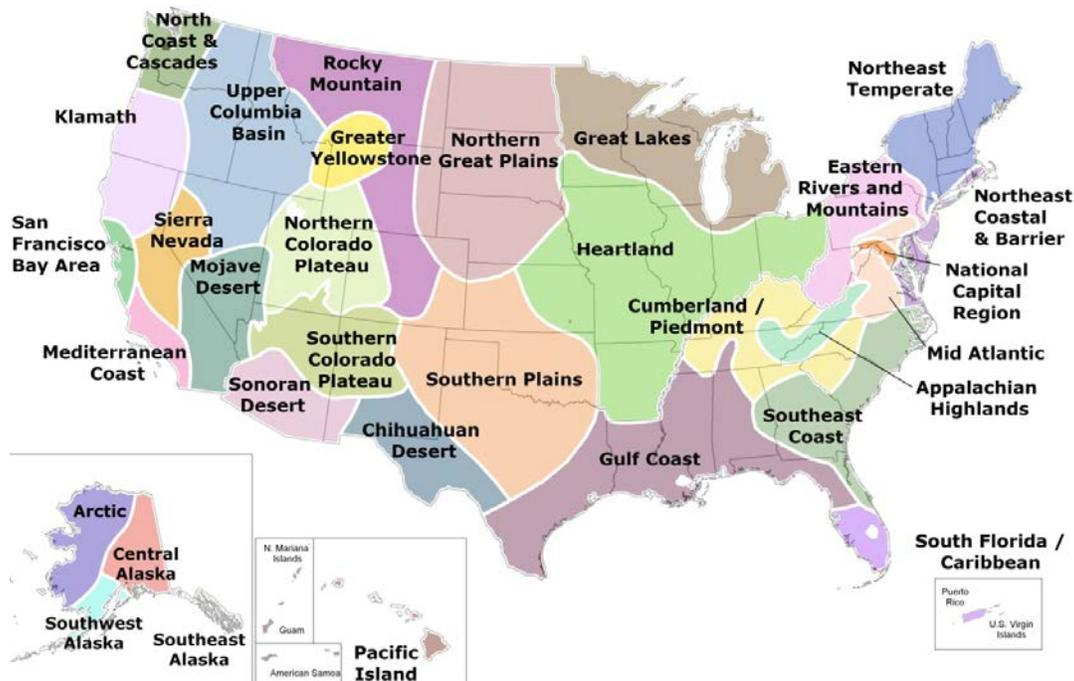 North
Coast &
Cascades
Klamath
Upper
Columbia
Basin
Rocky
Mountain
Greater
Yellowstone
Northern
Great Plains
Great Lakes
Northeast
Temperate
Eastern
Rivers and
Mountains
Northeast
Coastal
& Barrier
San
Francisco
Bay Area
Sierra
Nevada
Mojave
Desert
Northern
Colorado
Plateau
Heartland
National
Capital
Region
Cumberland /
Piedmont
Mid Atlantic
Mediterranean
Coast
Southern
Colorado
Plateau
Sonoran
Desert
Southern Plains
Appalachian
Highlands
Chihuahuan
Desert
Southeast
Coast
Gulf Coast
Arctic
Central
Alaska
Southwest
Alaska
Southeast
Alaska
N. Mariana
Islands
Guam
American Samoa
Pacific
Island
South Florida /
Caribbean
Puerto
Rico
U.S. Virgin
Islands